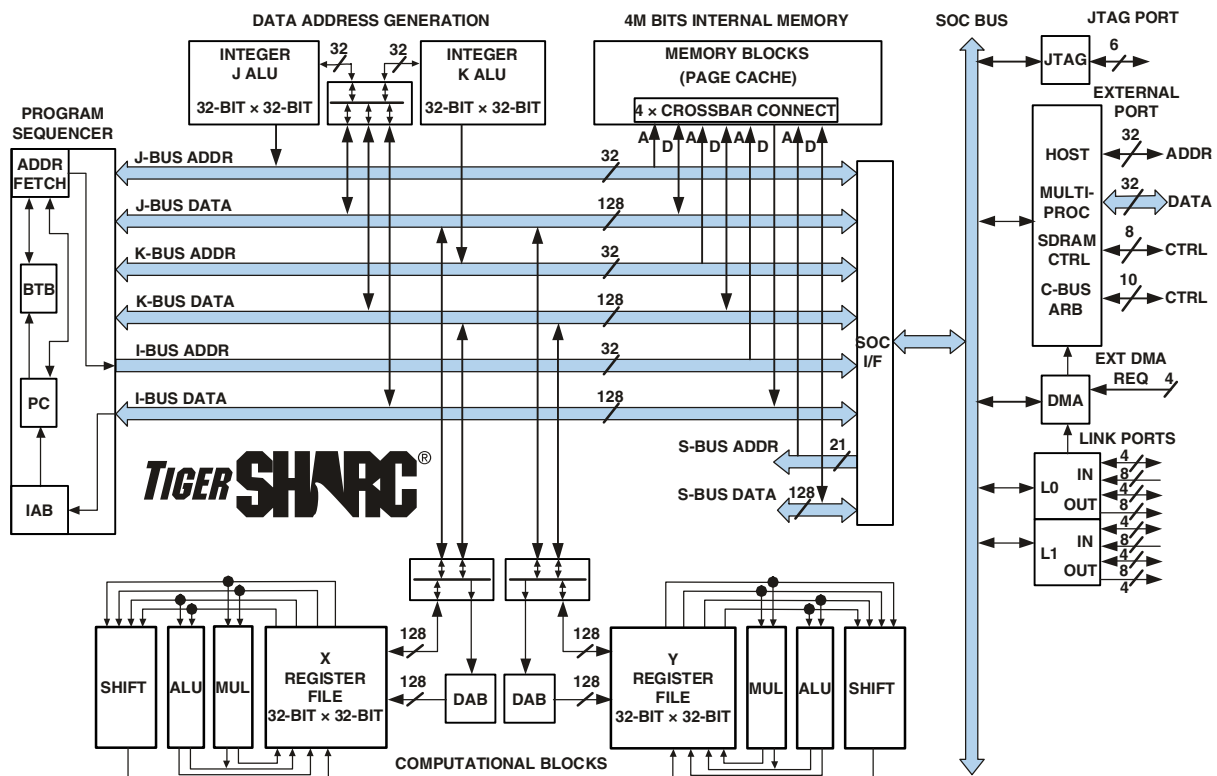 DATA ADDRESS GENERATION
4M BITS INTERNAL MEMORY
SOC BUS
JTAG PORT
INTEGER
J ALU
32-BIT × 32-BIT
32
32
INTEGER
K ALU
32-BIT × 32-BIT
MEMORY BLOCKS
(PAGE CACHE)
4 × CROSSBAR CONNECT
A D A D A D A D
JTAG
6
PROGRAM
SEQUENCER
ADDR
FETCH
BTB
PC
IAB
J-BUS ADDR
32
J-BUS DATA
128
K-BUS ADDR
32
K-BUS DATA
128
I-BUS ADDR
32
I-BUS DATA
128
S-BUS ADDR
21
S-BUS DATA
128
SOC
I/F
EXTERNAL
PORT
HOST
32
ADDR
MULTI-
PROC
32
DATA
SDRAM
CTRL
8
CTRL
C-BUS
ARB
10
CTRL
EXT DMA
REQ
4
DMA
LINK PORTS
L0
IN
OUT
4
8
4
8
L1
IN
OUT
4
8
4
8
4
TIGER SHARC®
SHIFT
ALU
MUL
X
REGISTER
FILE
32-BIT × 32-BIT
128
128
DAB
DAB
128
128
Y
REGISTER
FILE
32-BIT × 32-BIT
MUL
ALU
SHIFT
COMPUTATIONAL BLOCKS